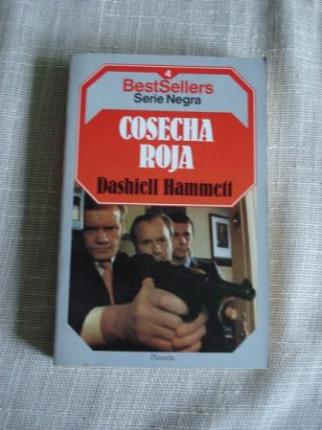 4
BestSellers
Serie Negra
COSECHA
ROJA
Dashiell Hammett
Planeta